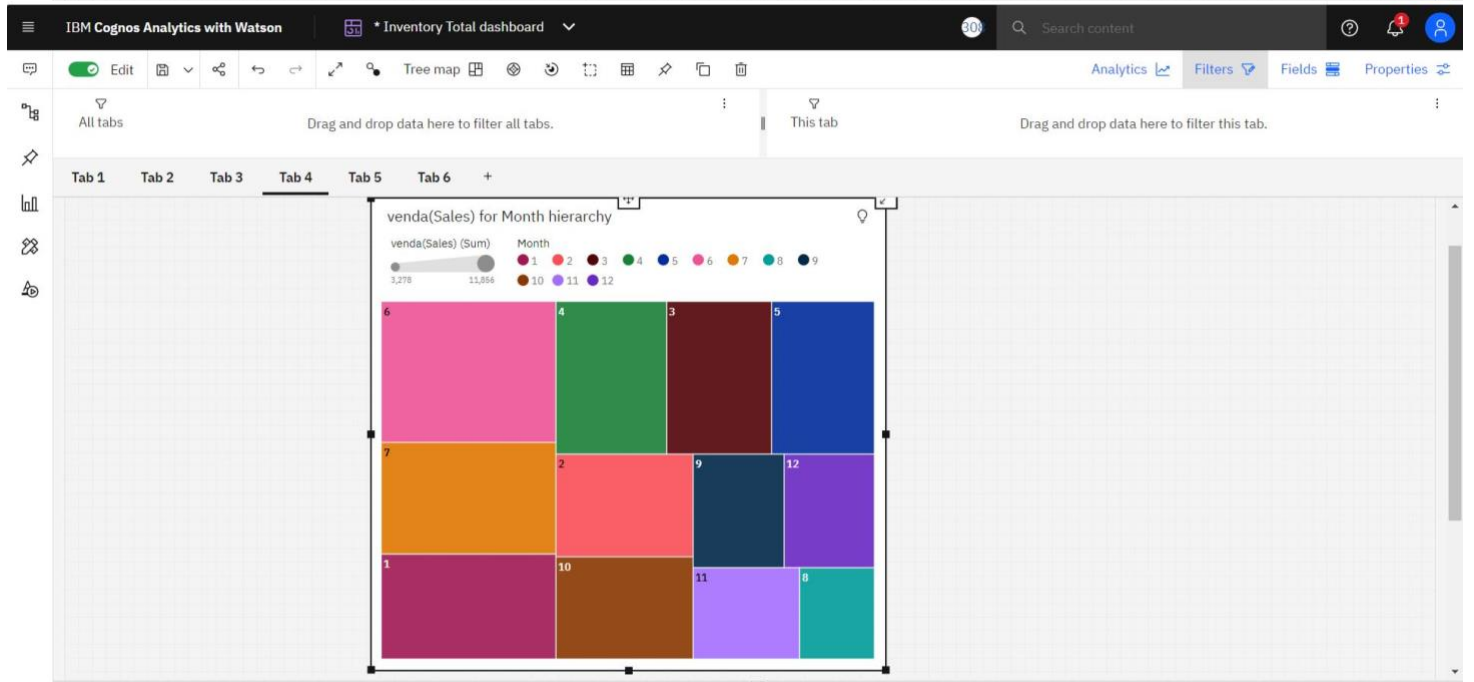 IBM Cognos Analytics with Watson
* Inventory Total dashboard
Search content
1
Edit
Tree map
Analytics
Filters
Fields
Properties
All tabs
Drag and drop data here to filter all tabs.
This tab
Drag and drop data here to filter this tab.
Tab 1 Tab 2 Tab 3 Tab 4 Tab 5 Tab 6 +
venda(Sales) for Month hierarchy
venda(Sales) (Sum)
3,278 11,856
Month
1 2 3 4 5 6 7 8 9
10 11 12
6 4 3 5
7
2 9 12
1 10 11 8